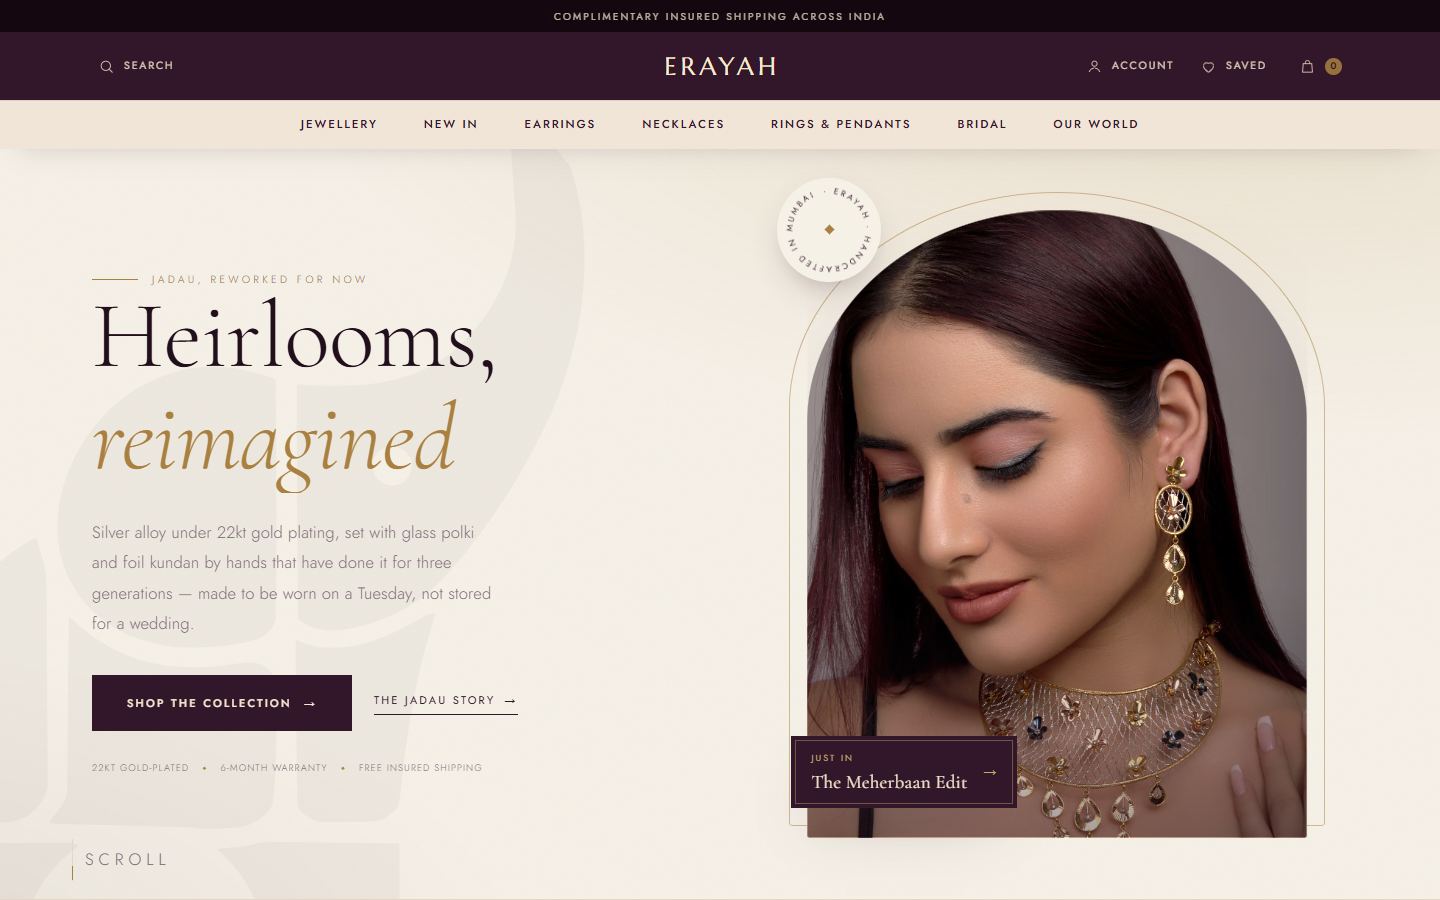 COMPLIMENTARY INSURED SHIPPING ACROSS INDIA
SEARCH
ERAYAH
ACCOUNT
SAVED
0
JEWELLERY
NEW IN
EARRINGS
NECKLACES
RINGS & PENDANTS
BRIDAL
OUR WORLD
· ERAYAH · HANDCRAFTED IN MUMBAI
JADAU, REWORKED FOR NOW
Heirlooms,
reimagined
Silver alloy under 22kt gold plating, set with glass polki
and foil kundan by hands that have done it for three
generations — made to be worn on a Tuesday, not stored
for a wedding.
SHOP THE COLLECTION →
THE JADAU STORY →
22KT GOLD-PLATED ◆ 6-MONTH WARRANTY ◆ FREE INSURED SHIPPING
JUST IN
The Meherbaan Edit →
SCROLL